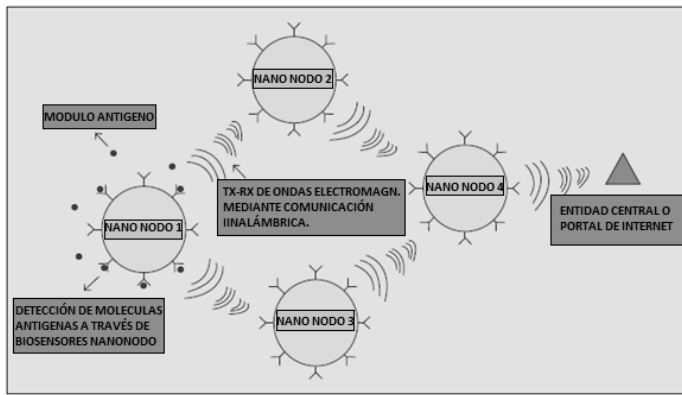 NANO NODO 2
MODULO ANTIGENO
TX-RX DE ONDAS ELECTROMAGN.
MEDIANTE COMUNICACIÓN
IINALÁMBRICA.
NANO NODO 4
ENTIDAD CENTRAL O
PORTAL DE INTERNET
NANO NODO 1
DETECCIÓN DE MOLECULAS
ANTIGENAS A TRAVÉS DE
BIOSENSORES NANONODO
NANO NODO 3